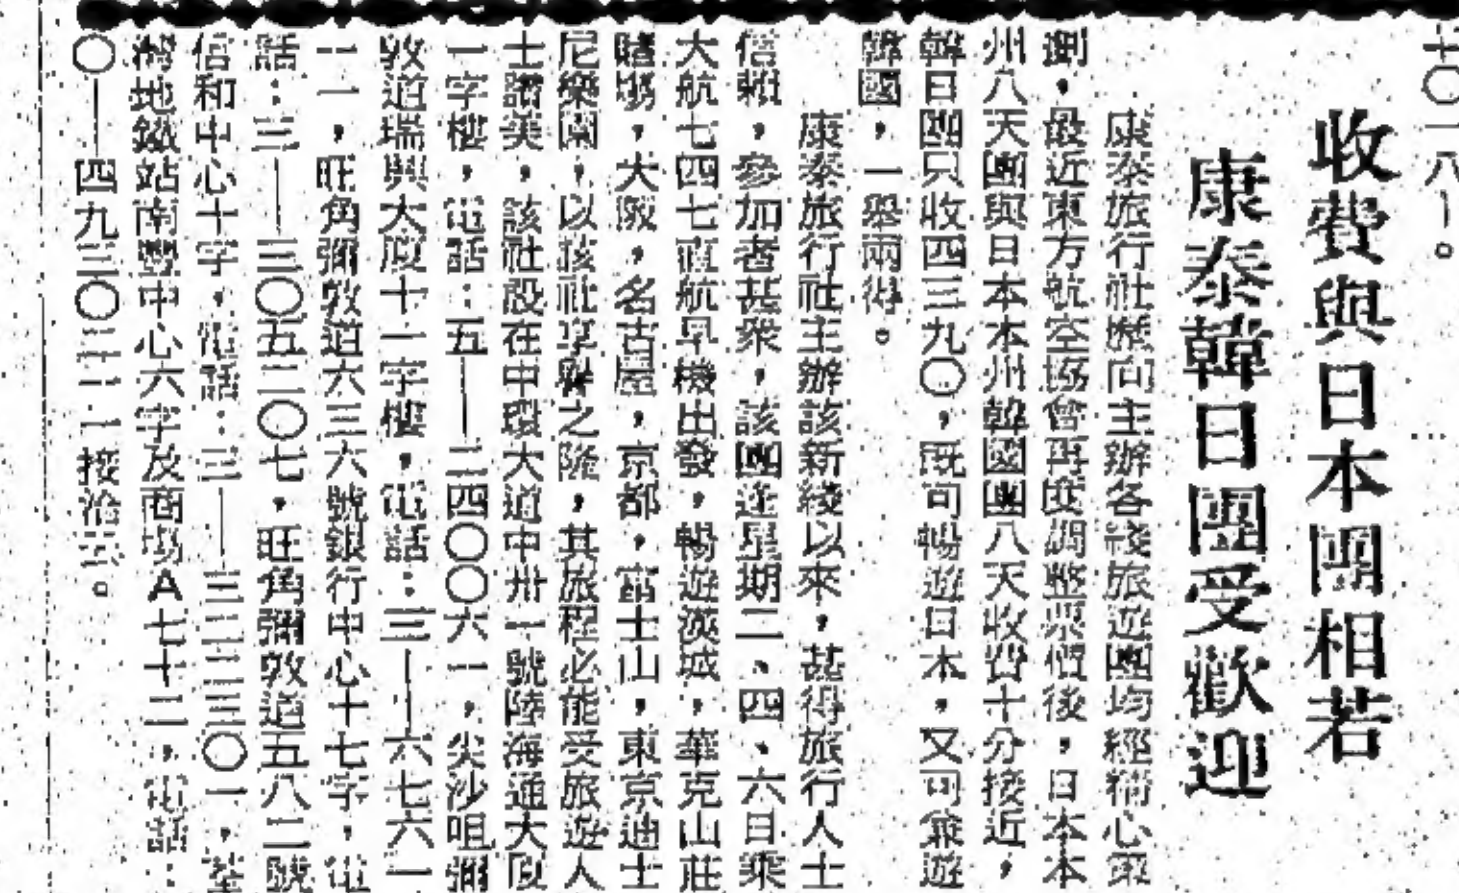 十〇一八一。
收費與日本團相若
康泰韓日團受歡迎
康泰旅行社歷向主辦各綫旅遊團均經精心策
劃，最近東方航空協會再度調整票價後，日本本
州八天團與日本本州韓國團八天收費十分接近，
韓日團只收四三九〇，既可暢遊日本，又可兼遊
韓國，一舉兩得。
康泰旅行社主辦該新綫以來，甚得旅行人士
信賴，參加者甚衆，該團逢星期二、四、六日乘
大航七四七直航早機出發，暢遊漢城，華克山莊
賭場，大阪，名古屋，京都，富士山，東京迪士
尼樂園，以該社享譽之隆，其旅程必能受旅遊人
士讚美，該社設在中環大道中卅一號陸海通大厦
一字樓，電話：五——二四〇〇六一，尖沙咀彌
敦道瑞興大厦十一字樓，電話：三——六七六一
一一，旺角彌敦道六三六號銀行中心十七字，電
話：三——三〇五二〇七，旺角彌敦道五八二號
信和中心十字，電話：三——三三二三〇一，荃
灣地鐵站南豐中心六字及商場A七十二，電話：
〇——四九三〇二二一接洽云。